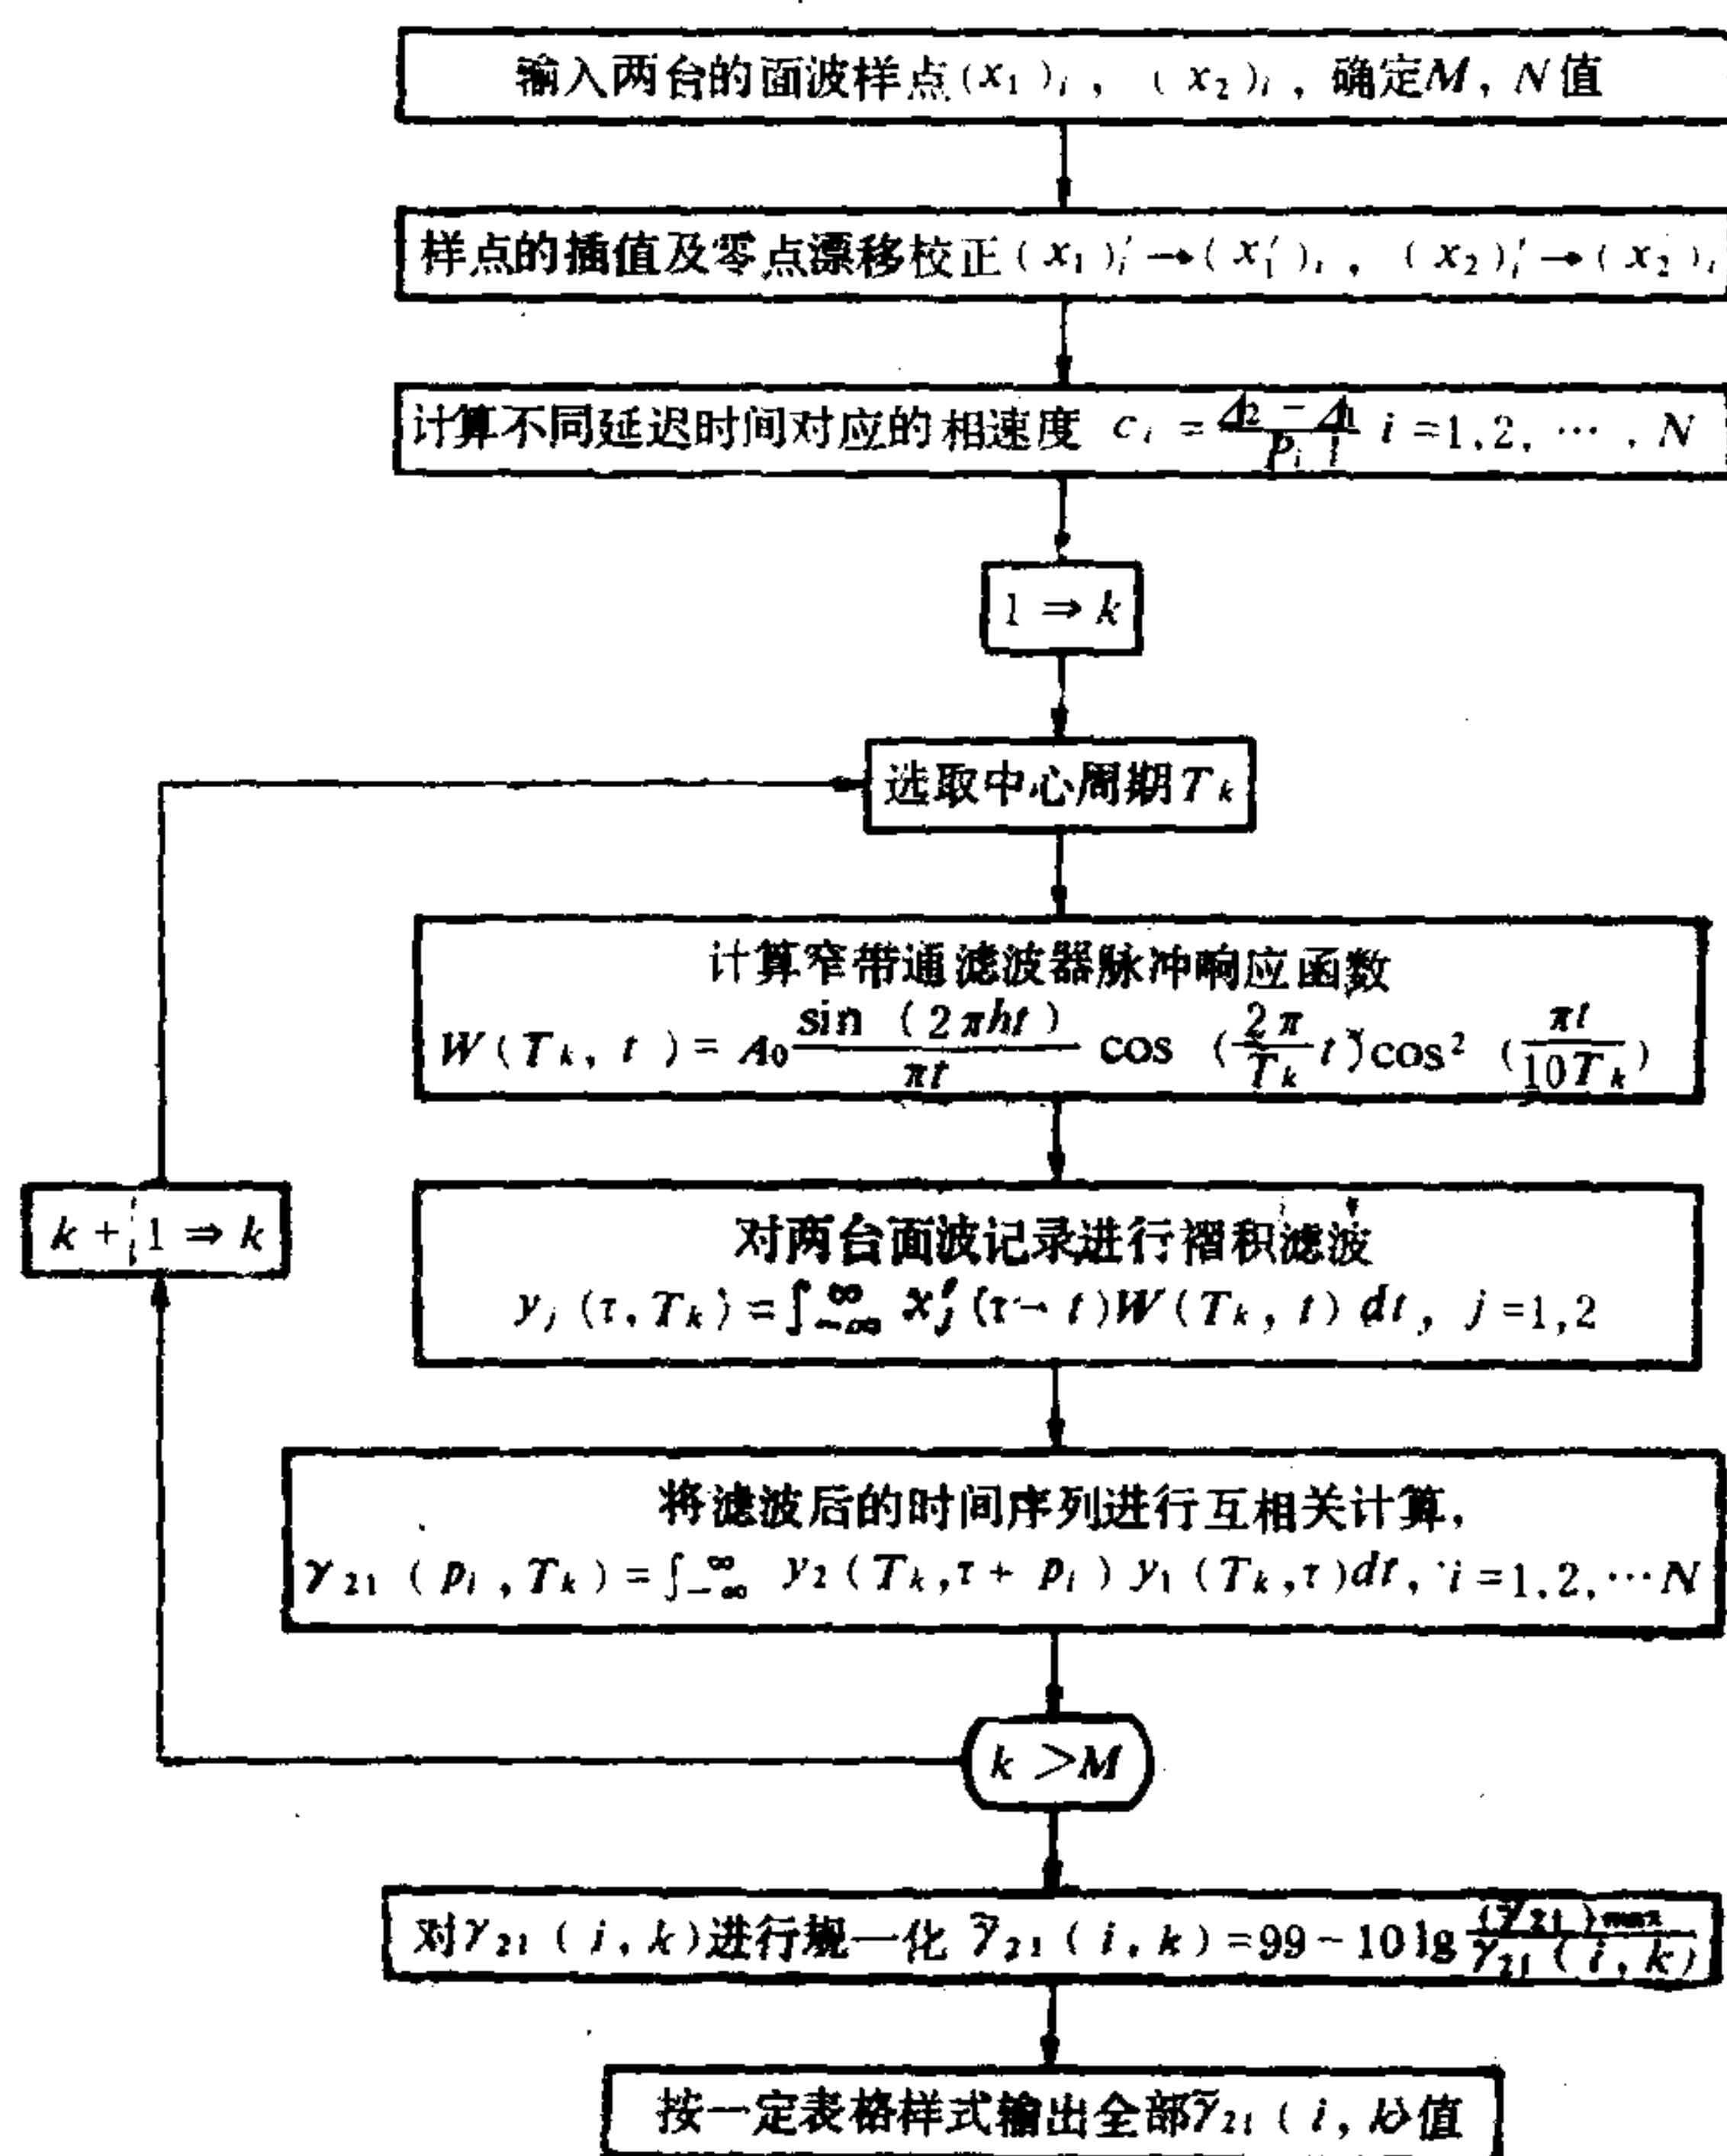 输入两台的面波样点(x₁)ᵢ, (x₂)ᵢ, 确定M, N值
样点的插值及零点漂移校正(x₁)ᵢ′→(x₁′)ᵢ, (x₂)ᵢ′→(x₂)ᵢ
计算不同延迟时间对应的相速度 cᵢ = (Δ₂ - Δ₁)/(Pᵢ) i=1,2, … , N
1 ⇒ k
选取中心周期Tₖ
计算窄带通滤波器脉冲响应函数
W(Tₖ, t) = A₀ sin(2πht)/πt cos (2π/Tₖ t)cos² (πt/10Tₖ)
k + 1 ⇒ k
对两台面波记录进行褶积滤波
yⱼ(τ, Tₖ) = ∫₋∞^∞ xⱼ′(τ - t)W(Tₖ, t) dt, j=1,2
将滤波后的时间序列进行互相关计算,
γ₂₁(pᵢ, Tₖ) = ∫₋∞^∞ y₂(Tₖ, τ + pᵢ) y₁(Tₖ, τ)dt, i=1,2,…N
k >M
对γ₂₁(i, k)进行规一化 γ̃₂₁(i, k) =99-10lg (γ₂₁)max/γ₂₁(i, k)
按一定表格样式输出全部γ̃₂₁(i, k)值